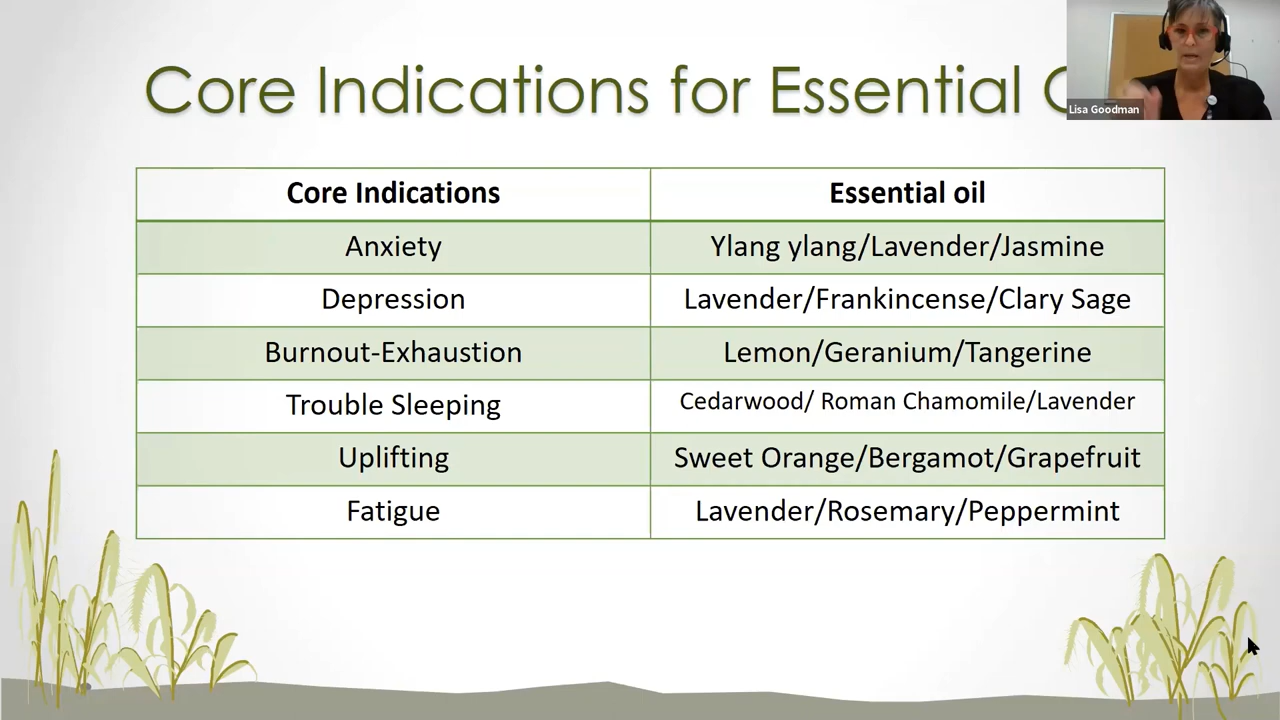 Core Indications for Essential
Lisa Goodman
Core Indications Essential oil
Anxiety Ylang ylang/Lavender/Jasmine
Depression Lavender/Frankincense/Clary Sage
Burnout-Exhaustion Lemon/Geranium/Tangerine
Trouble Sleeping Cedarwood/ Roman Chamomile/Lavender
Uplifting Sweet Orange/Bergamot/Grapefruit
Fatigue Lavender/Rosemary/Peppermint